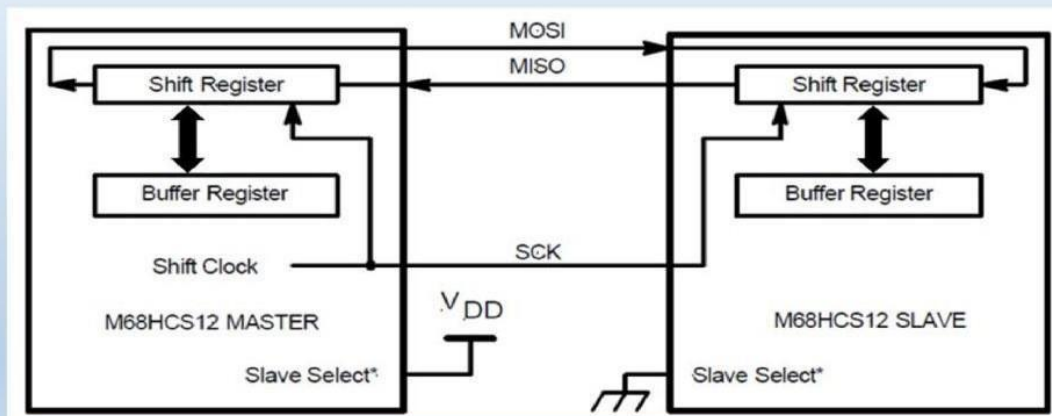 MOSI
MISO
Shift Register
Shift Register
Buffer Register
Buffer Register
SCK
Shift Clock
VDD
M68HCS12 MASTER
M68HCS12 SLAVE
Slave Select*
Slave Select*